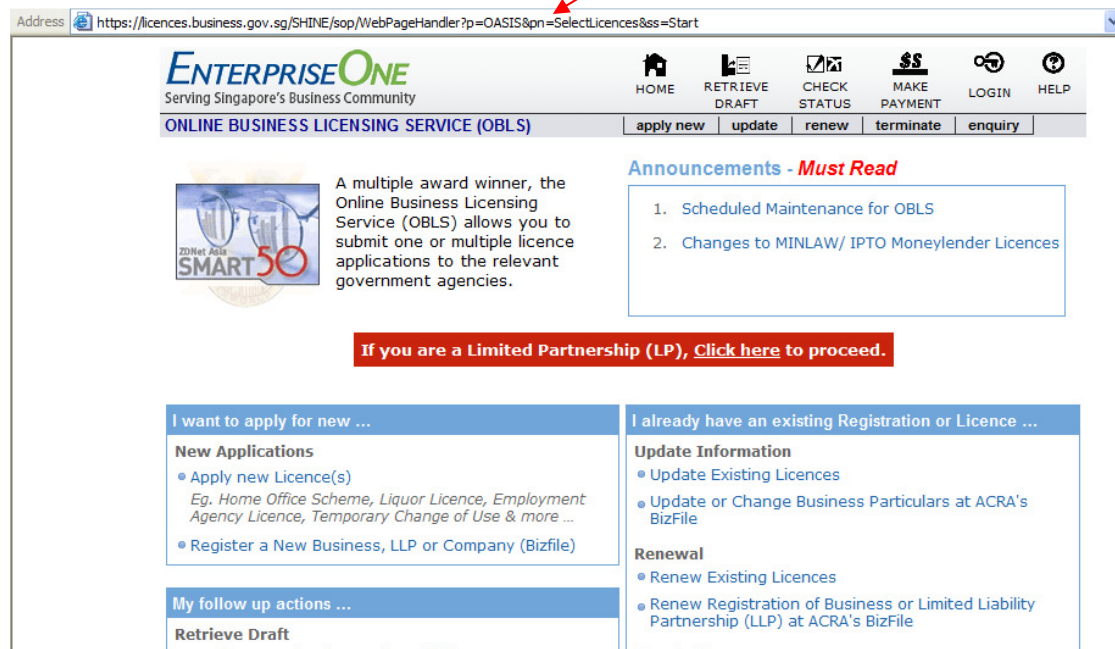 Address https://licences.business.gov.sg/SHINE/sop/WebPageHandler?p=OASIS&pn=SelectLicences&ss=Start
ENTERPRISEONE
Serving Singapore's Business Community
HOME
RETRIEVE
DRAFT
CHECK
STATUS
$$
MAKE
PAYMENT
LOGIN
HELP
ONLINE BUSINESS LICENSING SERVICE (OBLS)
apply new | update | renew | terminate | enquiry
ZDNet Asia
SMART50
A multiple award winner, the
Online Business Licensing
Service (OBLS) allows you to
submit one or multiple licence
applications to the relevant
government agencies.
Announcements - Must Read
1. Scheduled Maintenance for OBLS
2. Changes to MINLAW/ IPTO Moneylender Licences
If you are a Limited Partnership (LP), Click here to proceed.
I want to apply for new ...
New Applications
Apply new Licence(s)
Eg. Home Office Scheme, Liquor Licence, Employment
Agency Licence, Temporary Change of Use & more ...
Register a New Business, LLP or Company (Bizfile)
My follow up actions ...
Retrieve Draft
I already have an existing Registration or Licence ...
Update Information
Update Existing Licences
Update or Change Business Particulars at ACRA's
BizFile
Renewal
Renew Existing Licences
Renew Registration of Business or Limited Liability
Partnership (LLP) at ACRA's BizFile